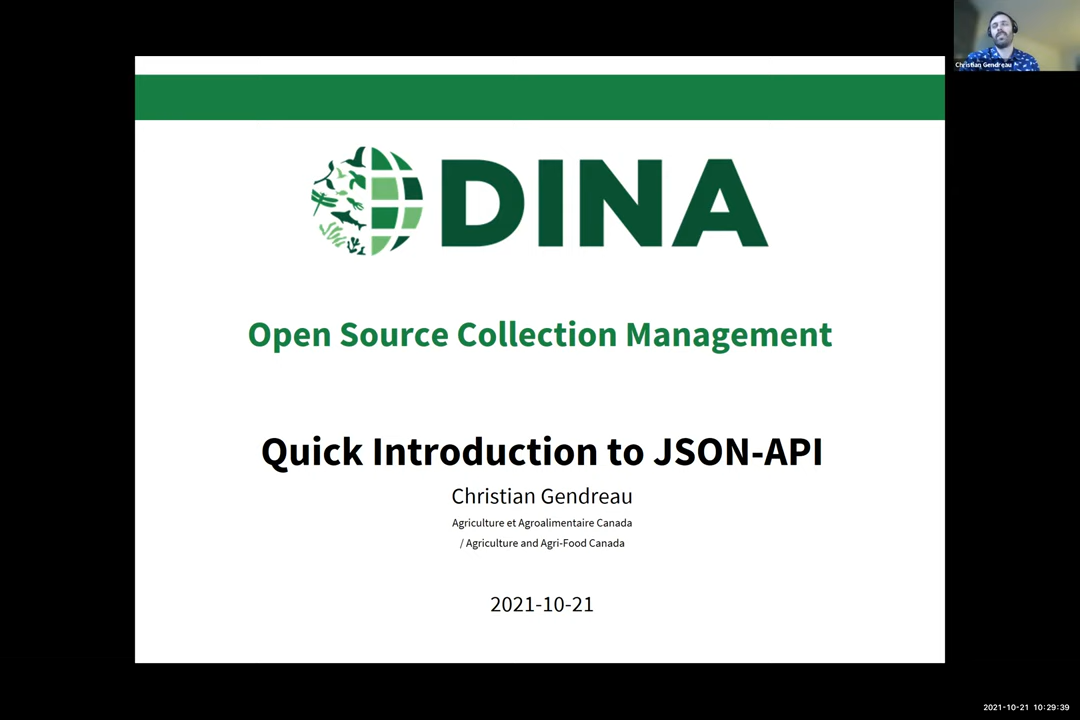 Christian Gendreau
DINA
Open Source Collection Management
Quick Introduction to JSON-API
Christian Gendreau
Agriculture et Agroalimentaire Canada
/ Agriculture and Agri-Food Canada
2021-10-21
2021-10-21 10:29:39